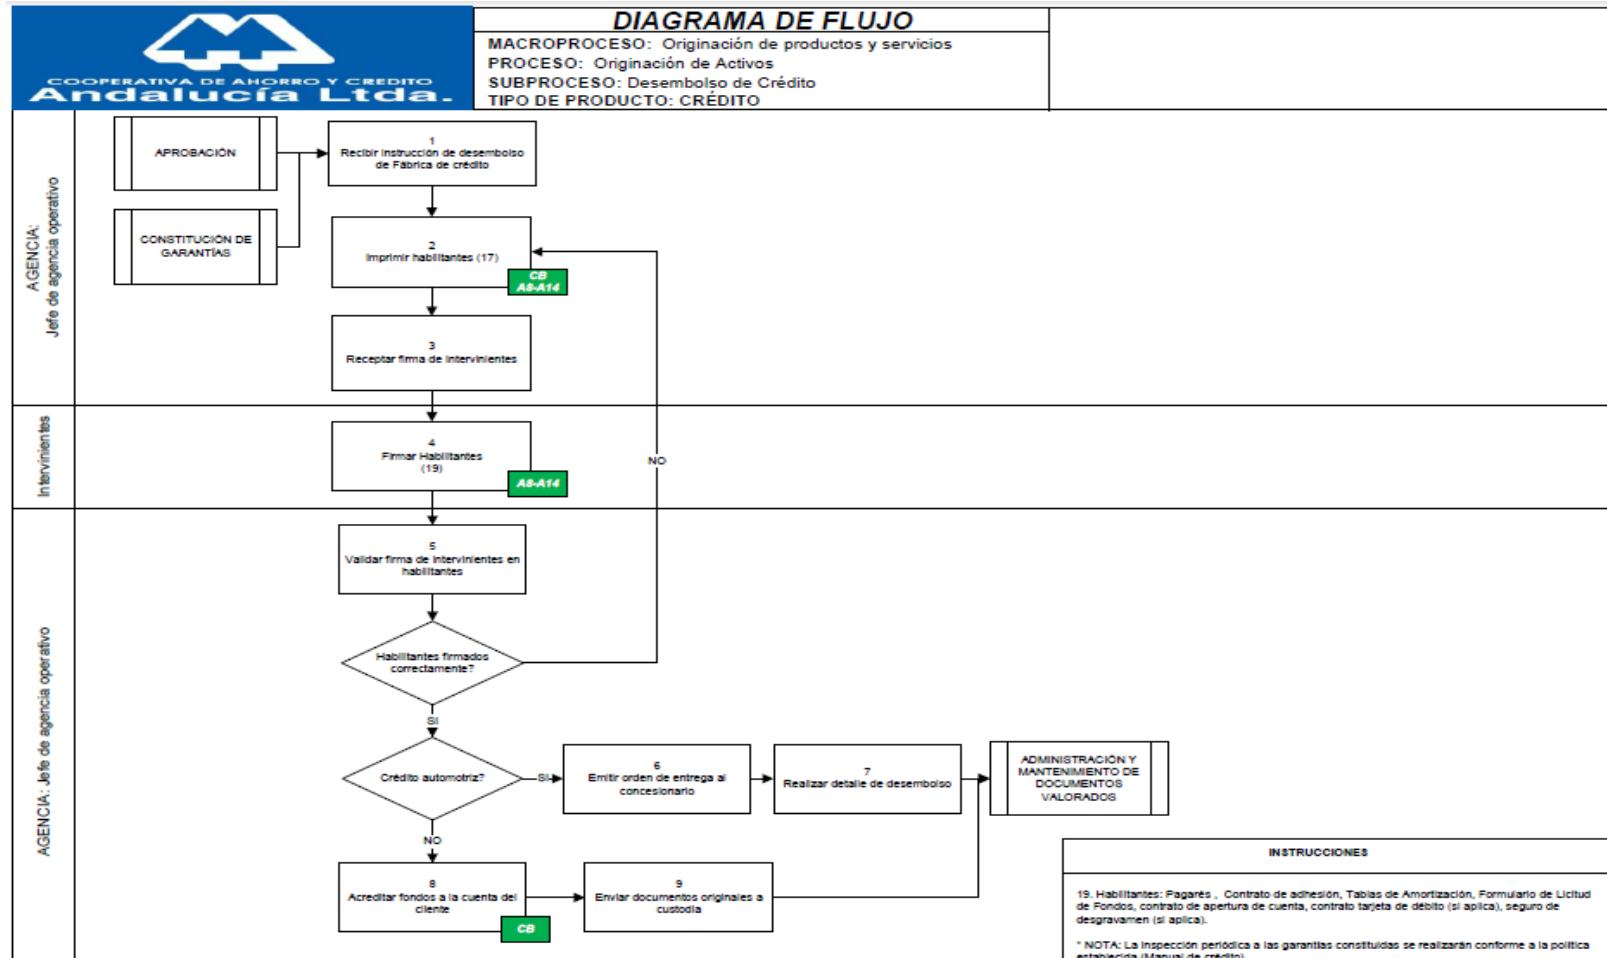 DIAGRAMA DE FLUJO
COOPERATIVA DE AHORRO Y CREDITO
Andalucía Ltda.
MACROPROCESO: Originación de productos y servicios
PROCESO: Originación de Activos
SUBPROCESO: Desembolso de Crédito
TIPO DE PRODUCTO: CRÉDITO
AGENCIA:
Jefe de agencia operativo
APROBACIÓN
CONSTITUCIÓN DE
GARANTÍAS
1
Recibir instrucción de desembolso
de Fábrica de crédito
2
Imprimir habilitantes (17)
CB
A8-A14
3
Receptar firma de intervinientes
Intervinientes
4
Firmar Habilitantes
(19)
A8-A14
NO
AGENCIA: Jefe de agencia operativo
5
Validar firma de intervinientes en
habilitantes
Habilitantes firmados
correctamente?
SI
Crédito automotriz?
SI
6
Emitir orden de entrega al
concesionario
7
Realizar detalle de desembolso
ADMINISTRACIÓN Y
MANTENIMIENTO DE
DOCUMENTOS
VALORADOS
NO
8
Acreditar fondos a la cuenta del
cliente
CB
9
Enviar documentos originales a
custodia
INSTRUCCIONES
19. Habilitantes: Pagarés , Contrato de adhesión, Tablas de Amortización, Formulario de Licitud
de Fondos, contrato de apertura de cuenta, contrato tarjeta de débito (si aplica), seguro de
desgravamen (si aplica).
* NOTA: La inspección periódica a las garantías constituidas se realizarán conforme a la política
establecida (Manual de crédito)